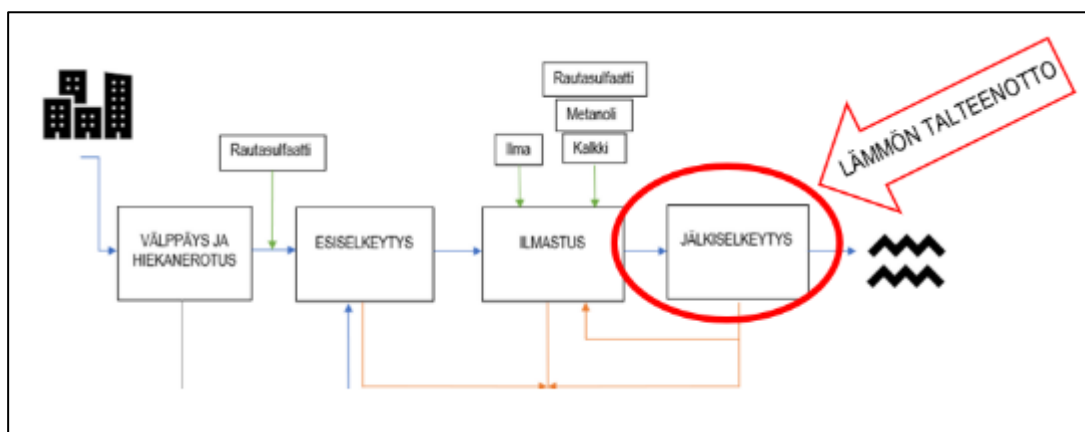 Rautasulfaatti
Metanoli
Rautasulfaatti
Ilma
Kalkki
LÄMMÖN TALTEENOTTO
VÄLPPÄYS JA
HIEKANEROTUS
ESISELKEYTYS
ILMASTUS
JÄLKISELKEYTYS